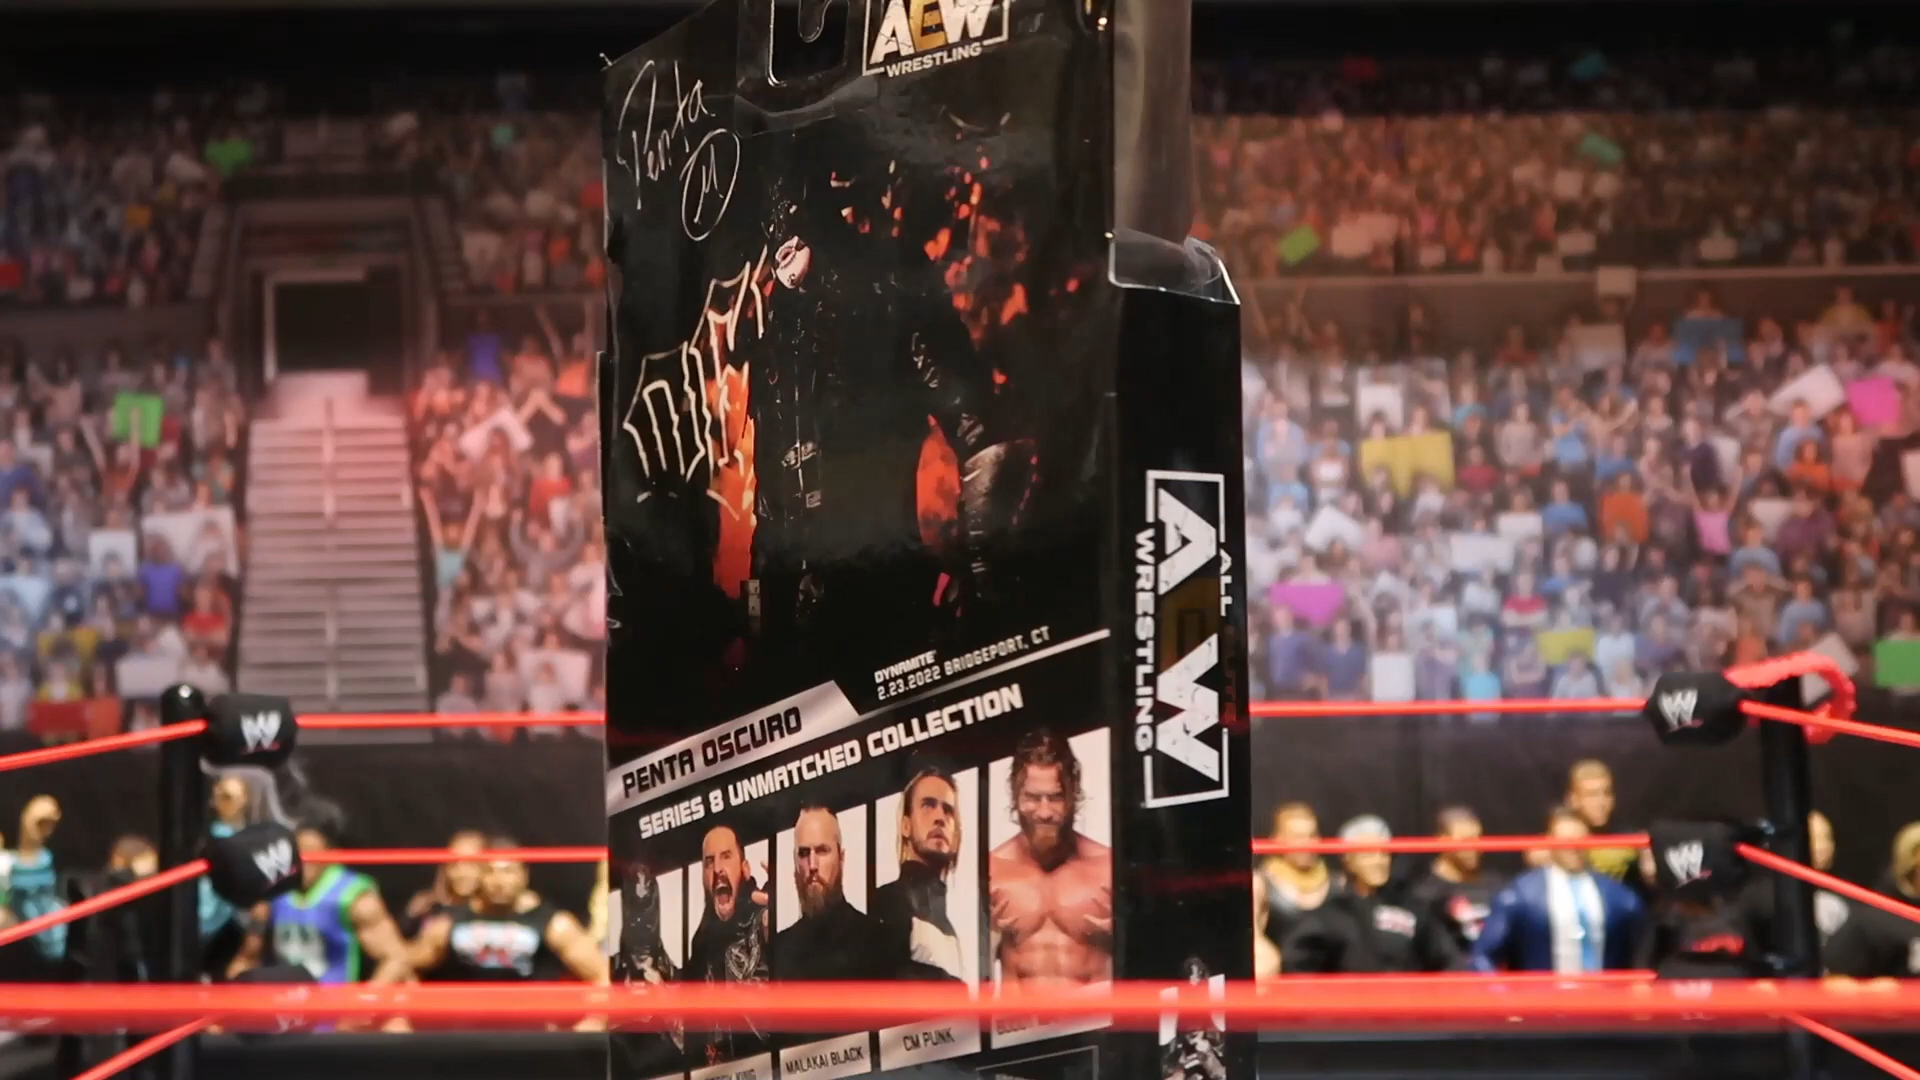 AEW
WRESTLING
Penta
M
DYNAMITE
2.23.2022 BRIDGEPORT, CT
PENTA OSCURO
SERIES 8 UNMATCHED COLLECTION
MALAKAI BLACK
CM PUNK
ALL ELITE
AEW
WRESTLING
W
W
W
W